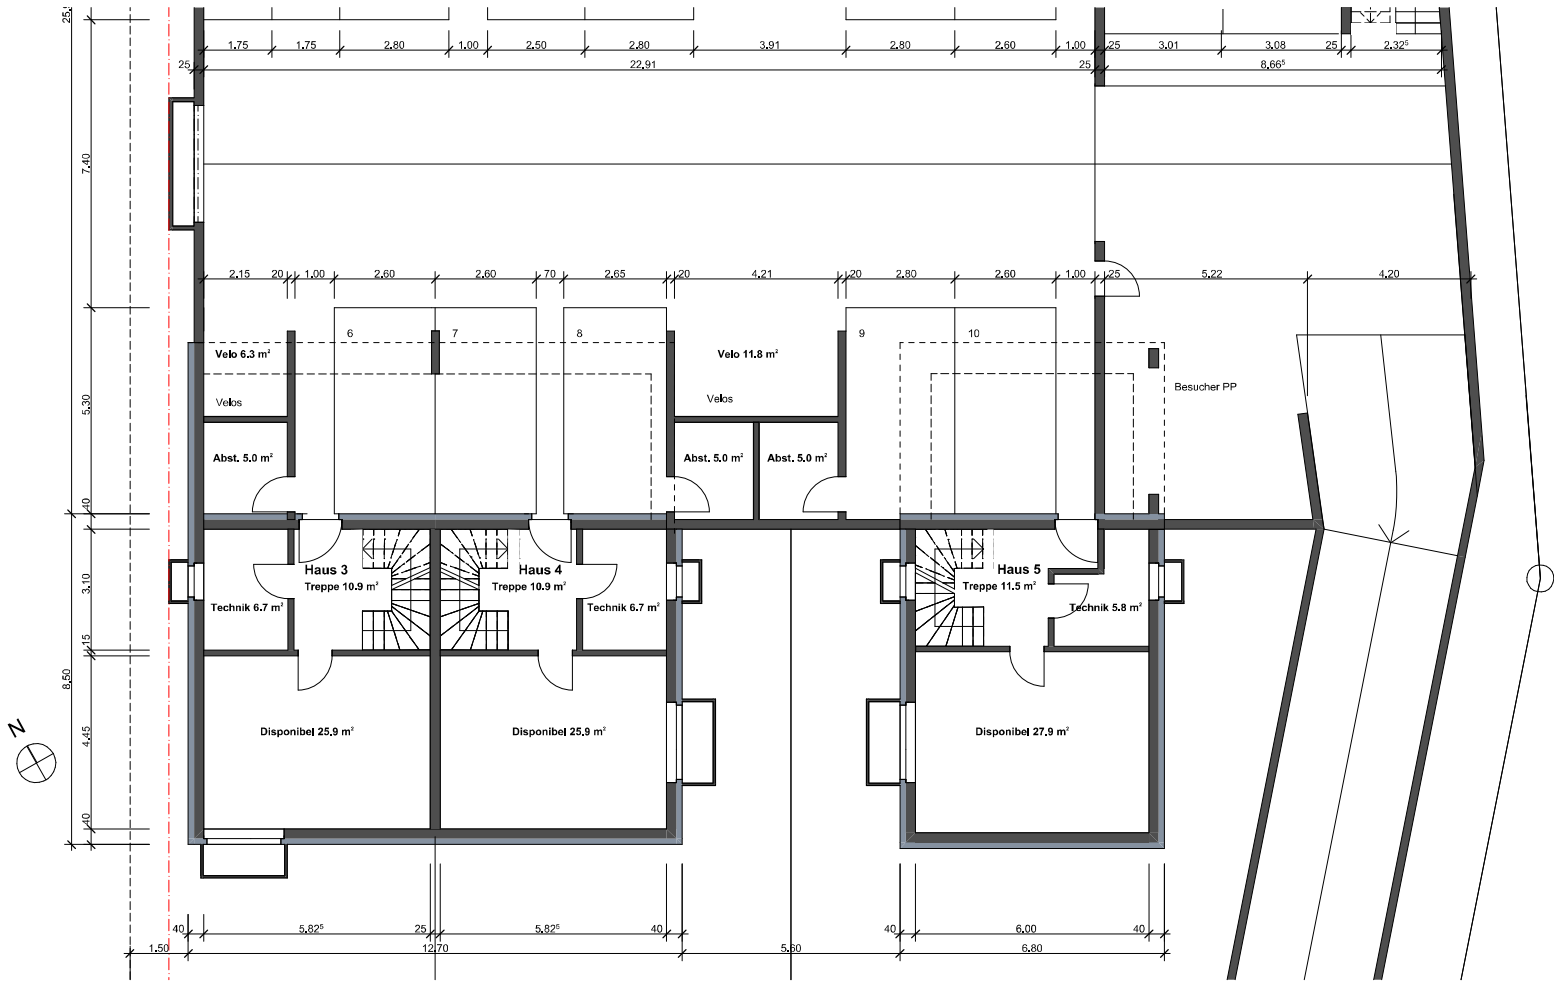 25
1.75 1.75 2.80 1.00 2.50 2.80 3.91 2.80 2.60 1.00 25 3.01 3.08 25 2.32⁵
25 22.91 25 8.66⁵
7.40
2.15 20 1.00 2.60 2.60 70 2.65 20 4.21 20 2.80 2.60 1.00 25 5.22 4.20
6 7 8 9 10
Velo 6.3 m² Velo 11.8 m²
Besucher PP
Velos Velos
5.30
Abst. 5.0 m² Abst. 5.0 m² Abst. 5.0 m²
40
Haus 3 Haus 4 Haus 5
Treppe 10.9 m² Treppe 10.9 m² Treppe 11.5 m²
3.10
Technik 6.7 m² Technik 6.7 m² Technik 5.8 m²
15
8.50
4.45
N
Disponibel 25.9 m² Disponibel 25.9 m² Disponibel 27.9 m²
40
40 5.82⁵ 25 5.82⁵ 40 40 6.00 40
1.50 12.70 5.60 6.80